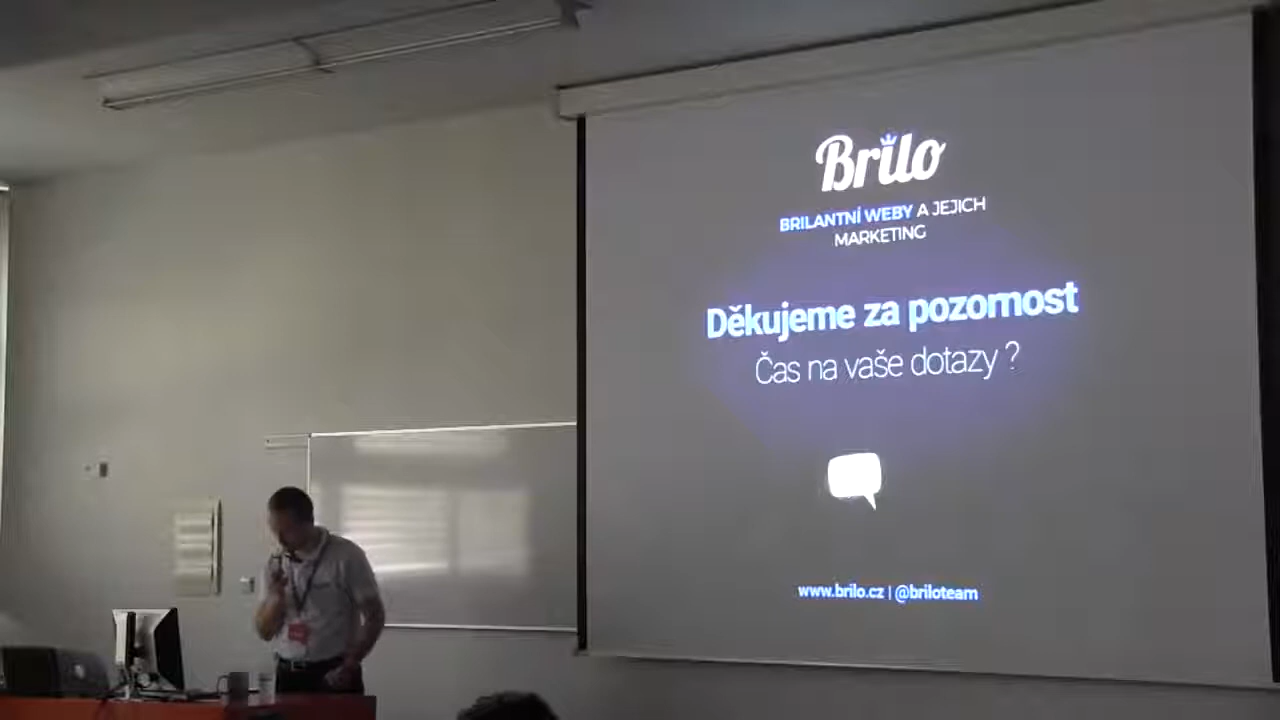 Brilo
BRILANTNÍ WEBY A JEJICH
MARKETING
Děkujeme za pozornost
Čas na vaše dotazy ?
www.brilo.cz | @briloteam